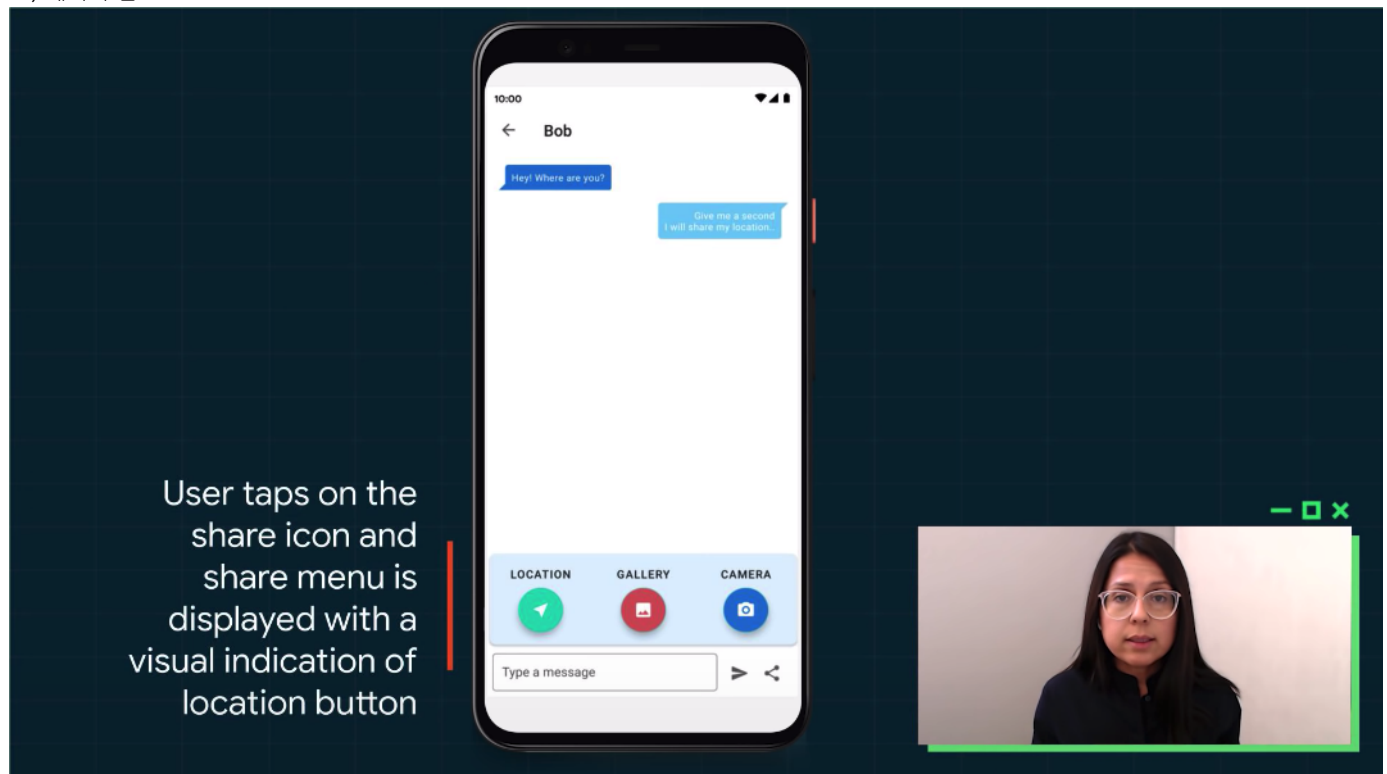 10:00
Bob
Hey! Where are you?
Give me a second
I will share my location..
User taps on the
share icon and
share menu is
displayed with a
visual indication of
location button
LOCATION GALLERY CAMERA
Type a message